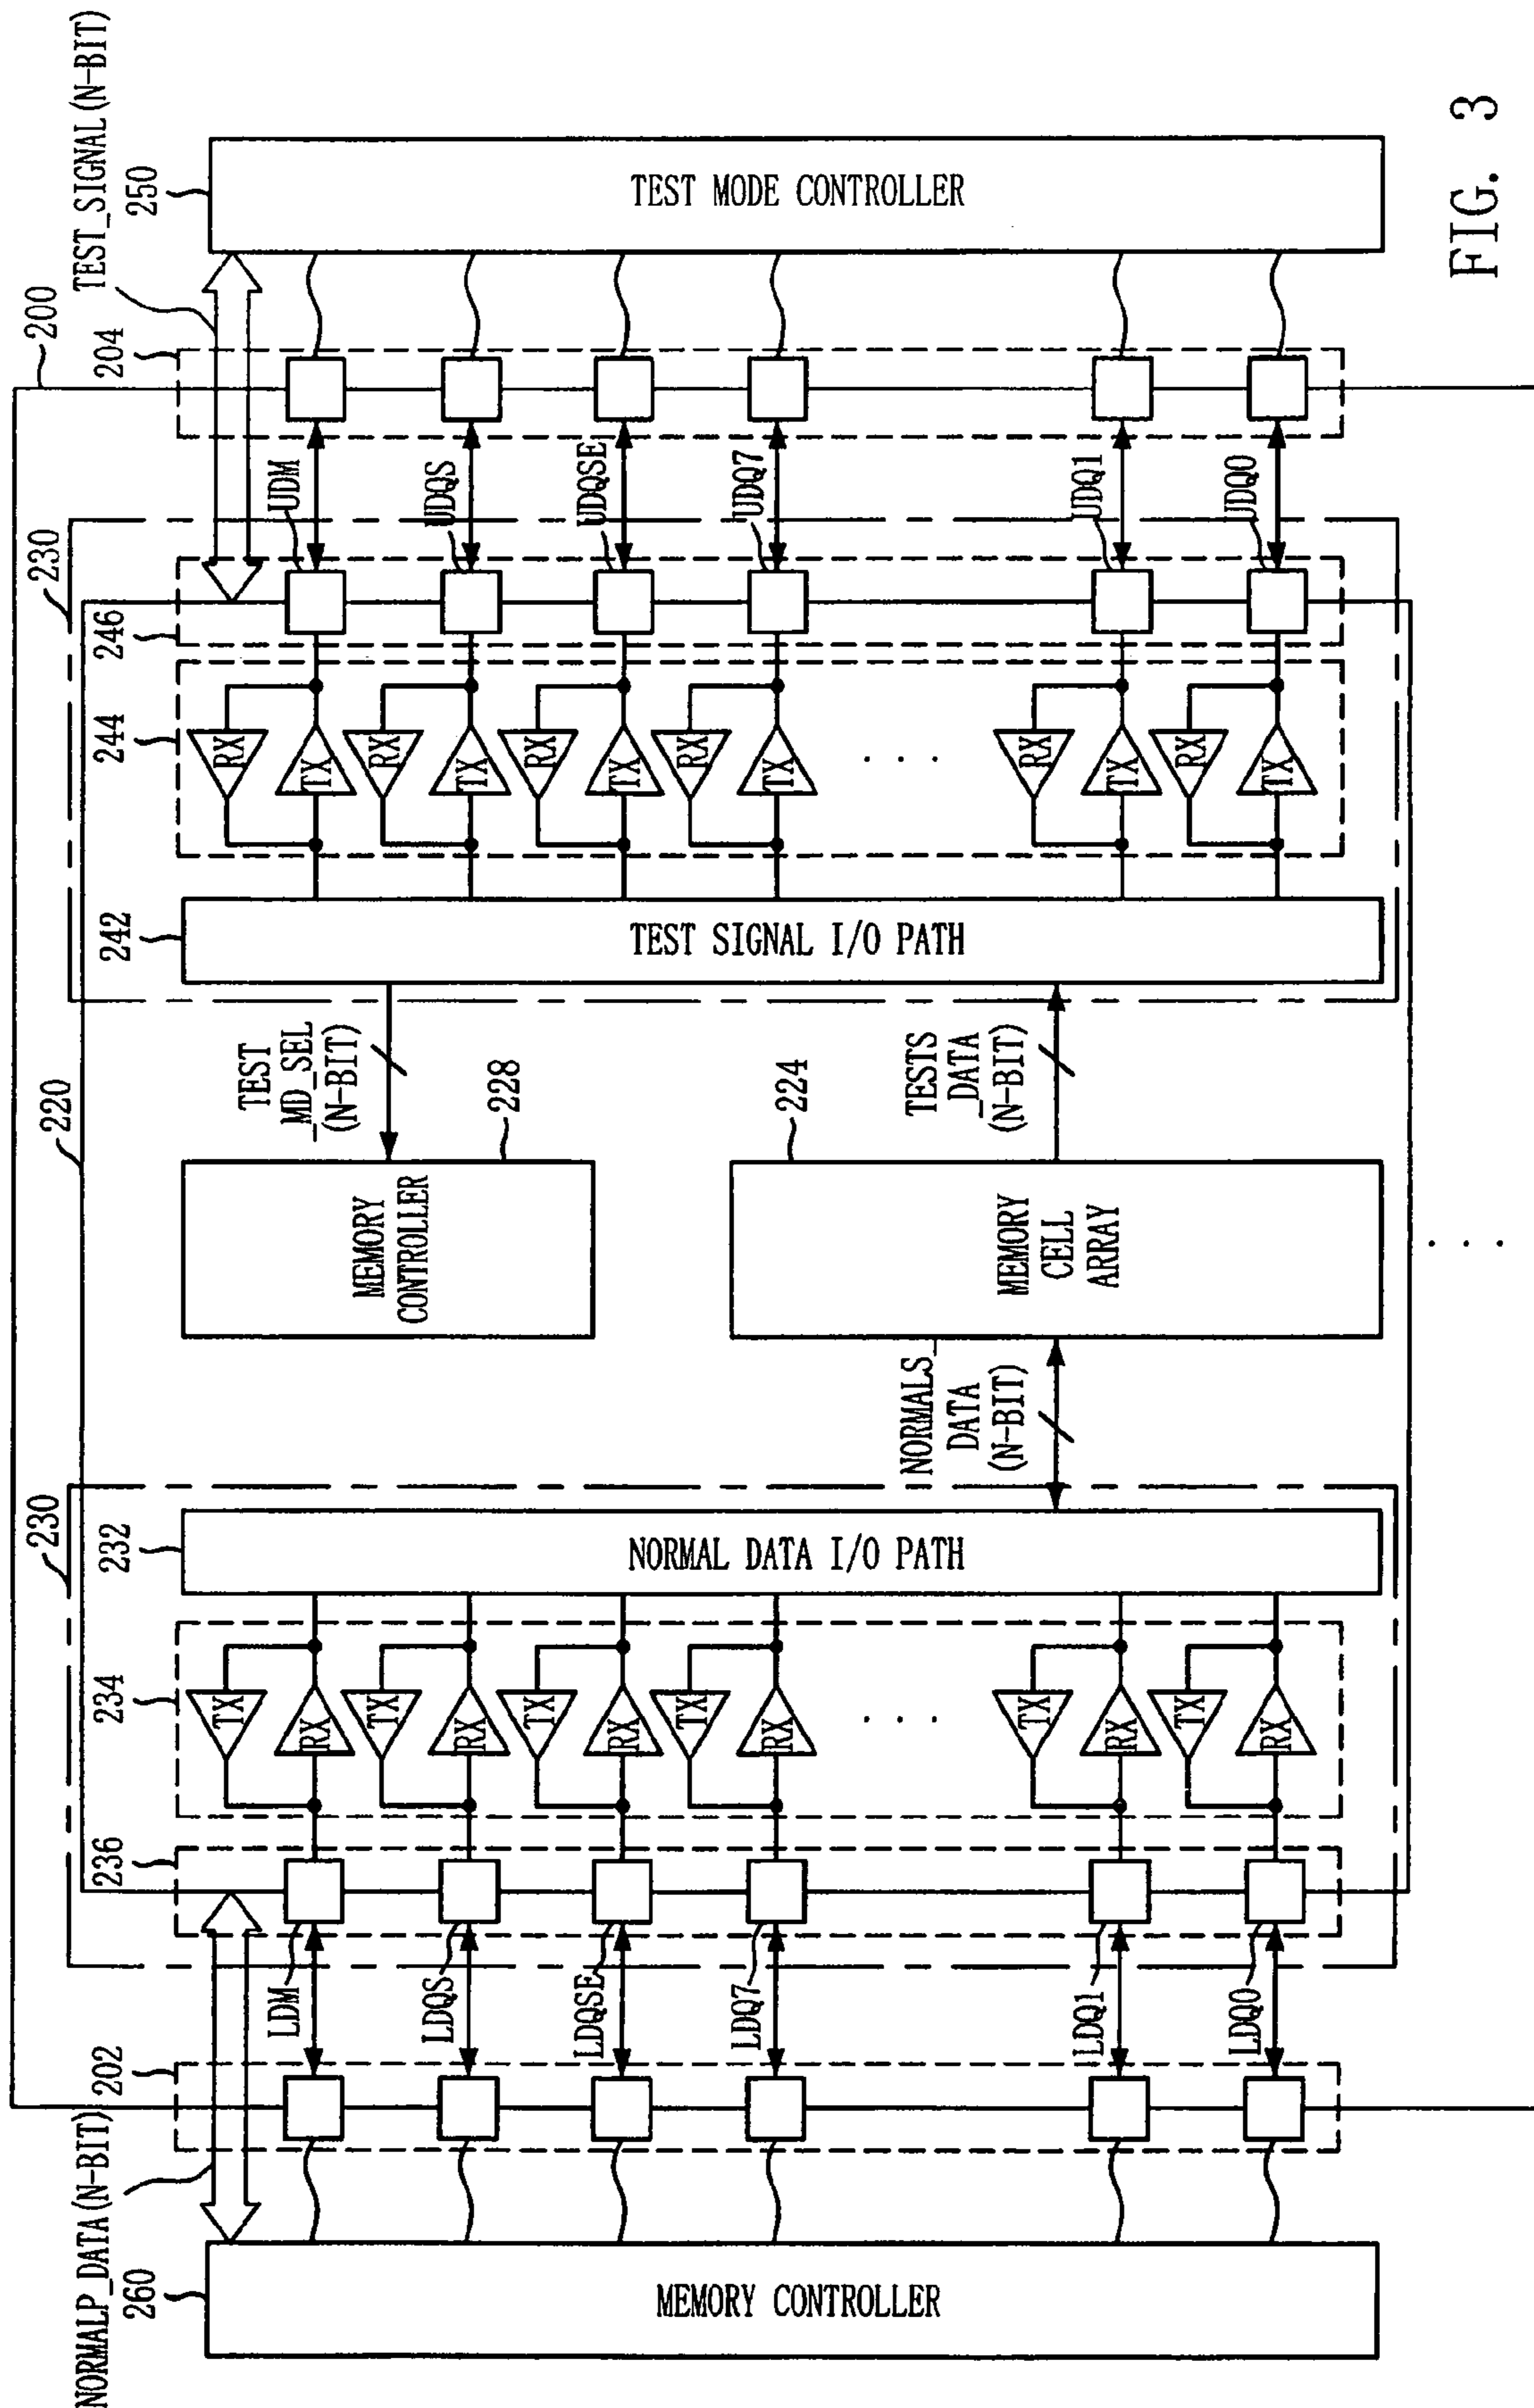 NORMALP_DATA(N-BIT)
260
MEMORY CONTROLLER
202
LDM
LDQS
LDQSE
LDQ7
LDQ1
LDQ0
236
234
TX
RX
TX
RX
TX
RX
TX
RX
. . .
TX
RX
TX
RX
232
NORMAL DATA I/O PATH
230
220
NORMALS_
DATA
(N-BIT)
MEMORY
CONTROLLER
228
MEMORY
CELL
ARRAY
224
. . .
TEST
_MD_SEL
(N-BIT)
TESTS
_DATA
(N-BIT)
242
TEST SIGNAL I/O PATH
244
RX
TX
RX
TX
RX
TX
RX
TX
. . .
RX
TX
RX
TX
246
230
UDM
UDQS
UDQSE
UDQ7
UDQ1
UDQ0
204
200
TEST_SIGNAL(N-BIT)
250
TEST MODE CONTROLLER
FIG. 3